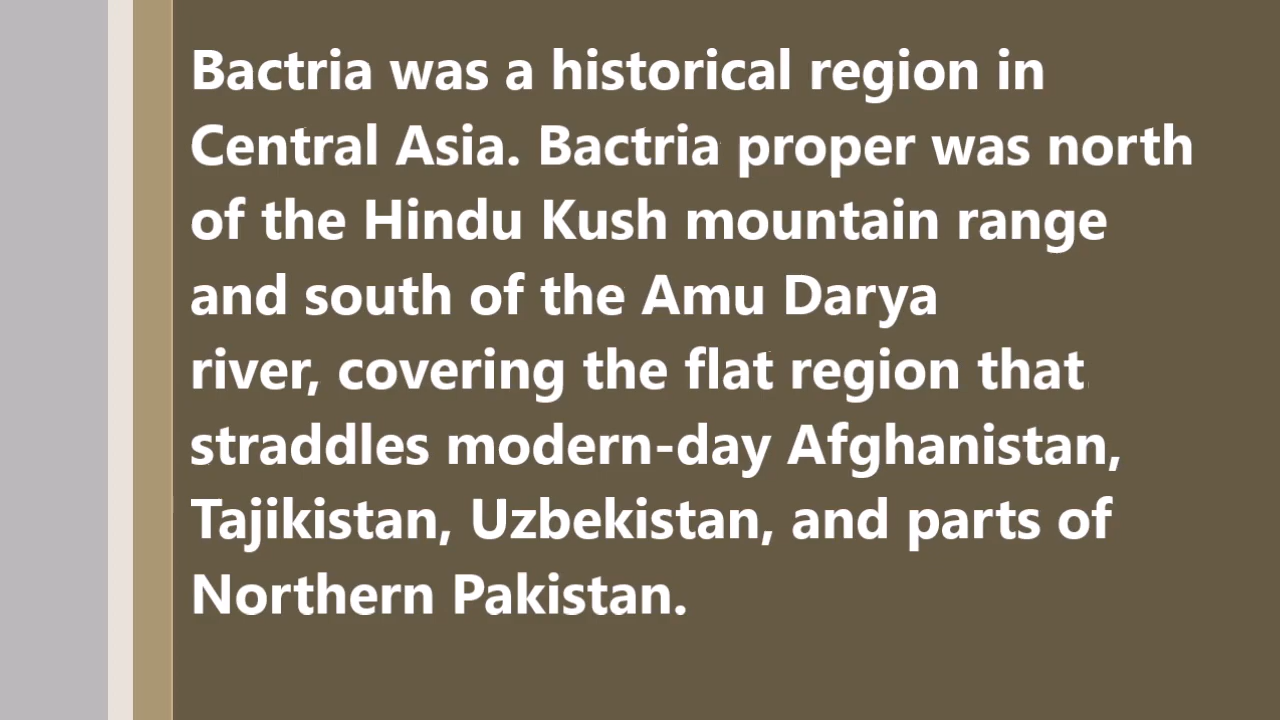 Bactria was a historical region in
Central Asia. Bactria proper was north
of the Hindu Kush mountain range
and south of the Amu Darya
river, covering the flat region that
straddles modern-day Afghanistan,
Tajikistan, Uzbekistan, and parts of
Northern Pakistan.